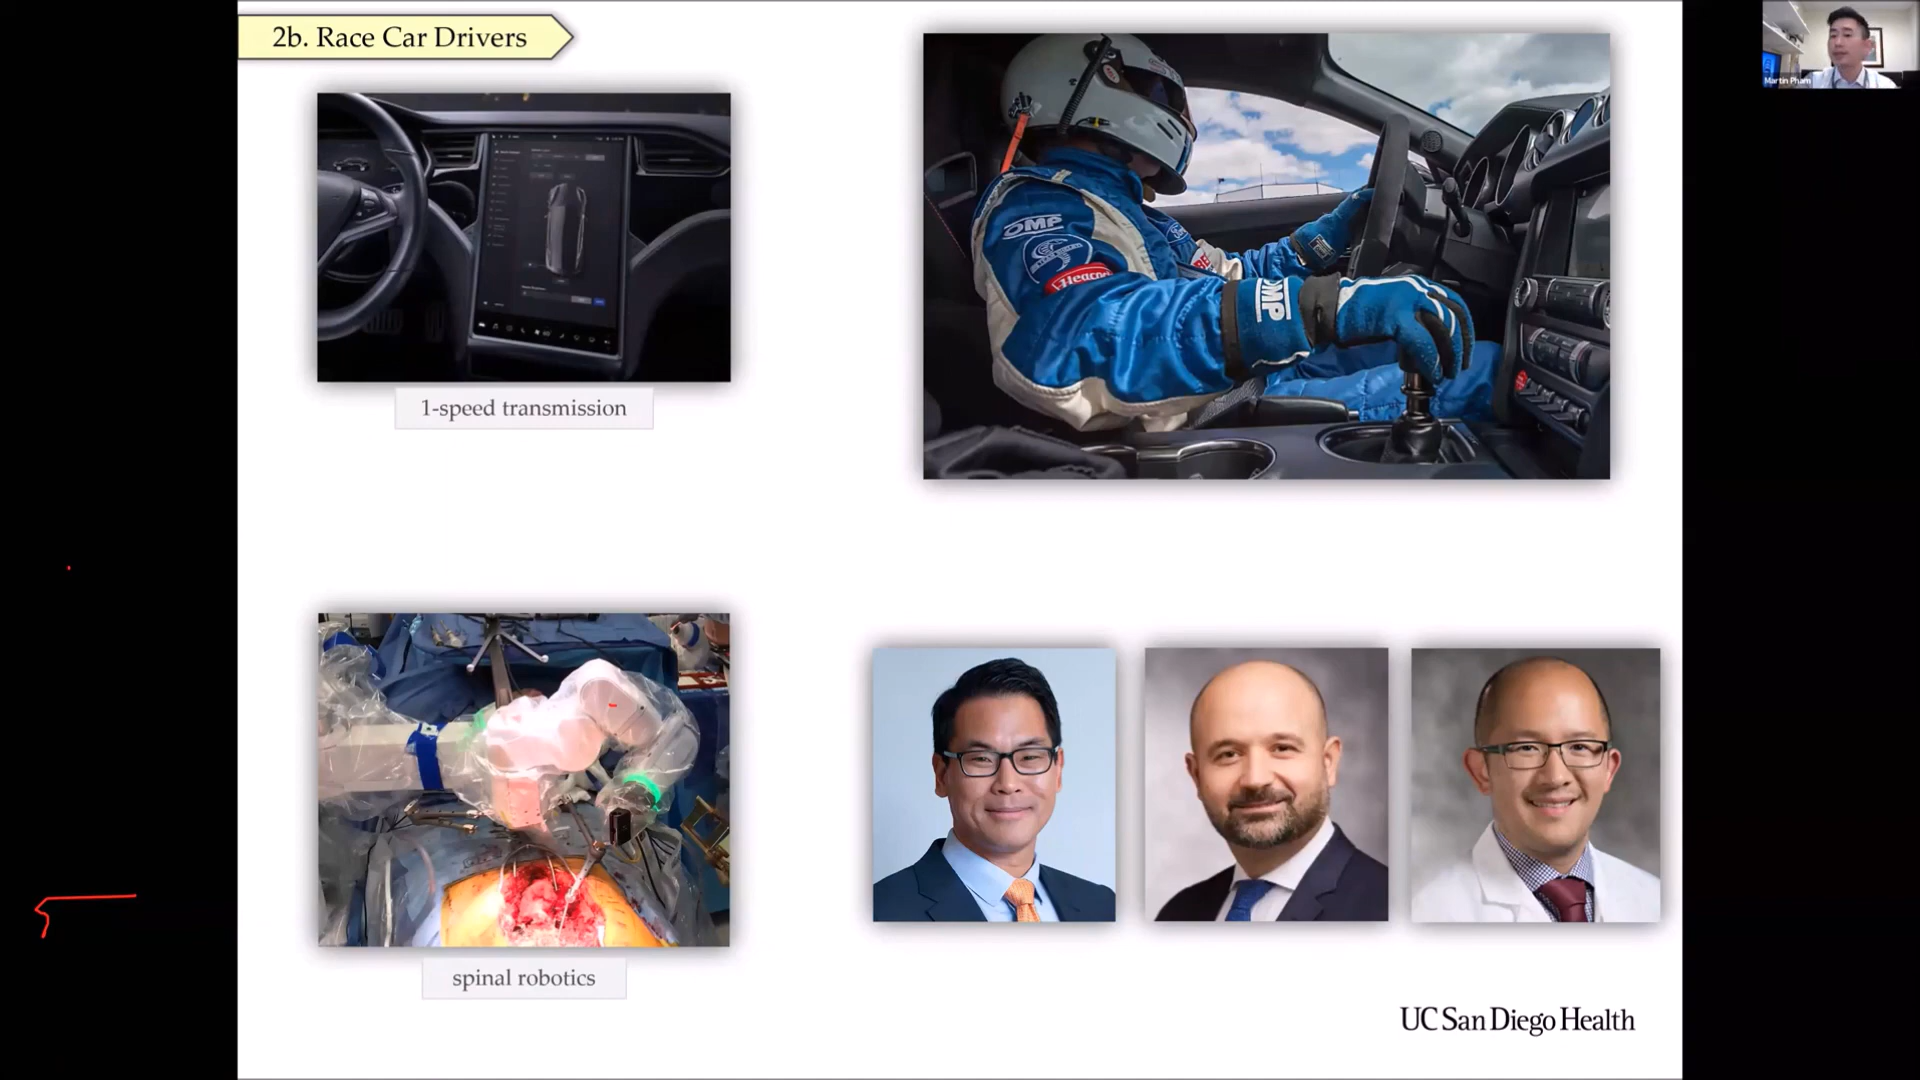 2b. Race Car Drivers
Martin Pham
OMP
OMP
1-speed transmission
spinal robotics
UC San Diego Health